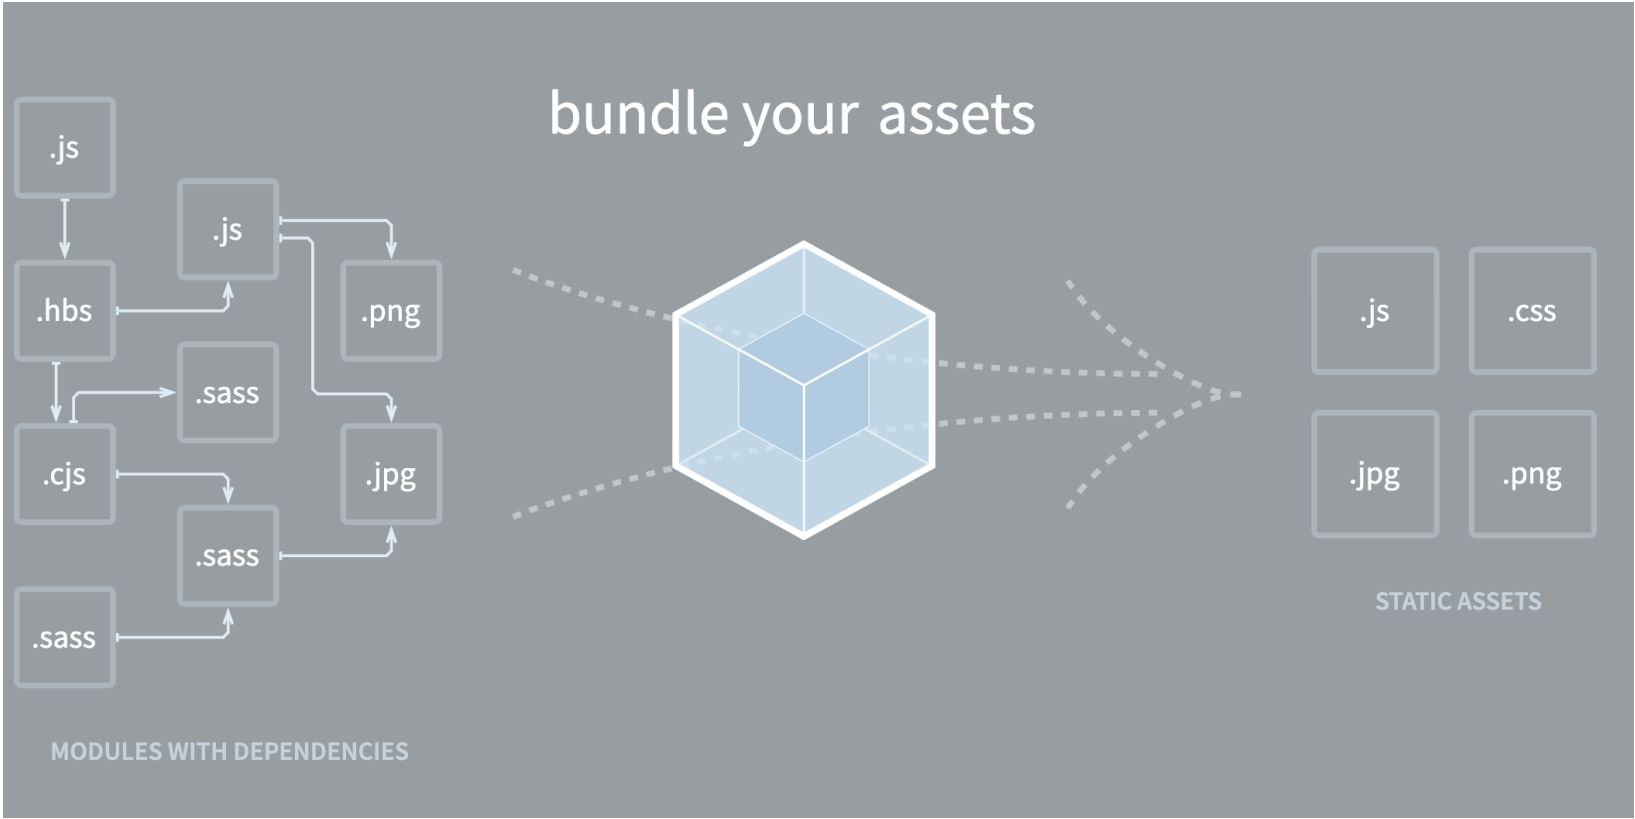 bundle your assets
.js
.js
.hbs
.png
.sass
.cjs
.jpg
.sass
.sass
MODULES WITH DEPENDENCIES
.js
.css
.jpg
.png
STATIC ASSETS